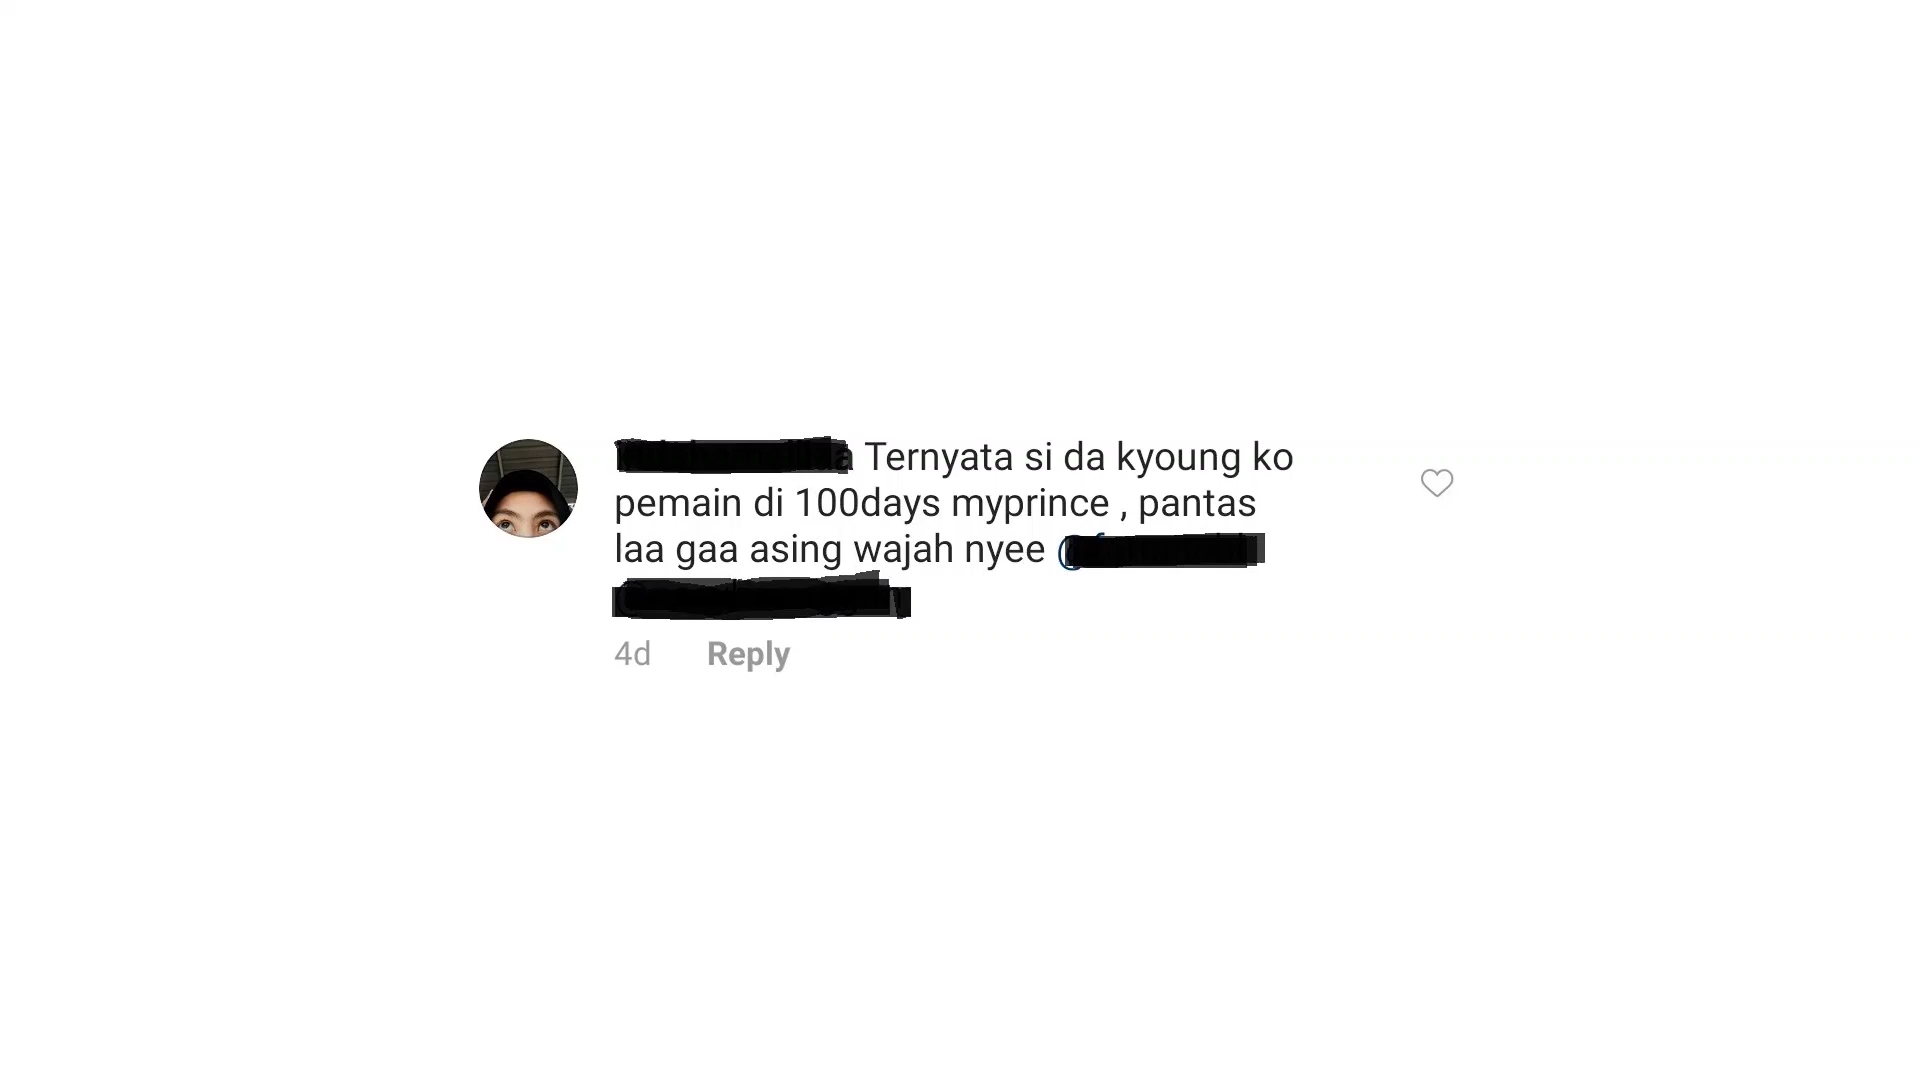 Ternyata si da kyoung ko
pemain di 100days myprince , pantas
laa gaa asing wajah nyee
4d Reply